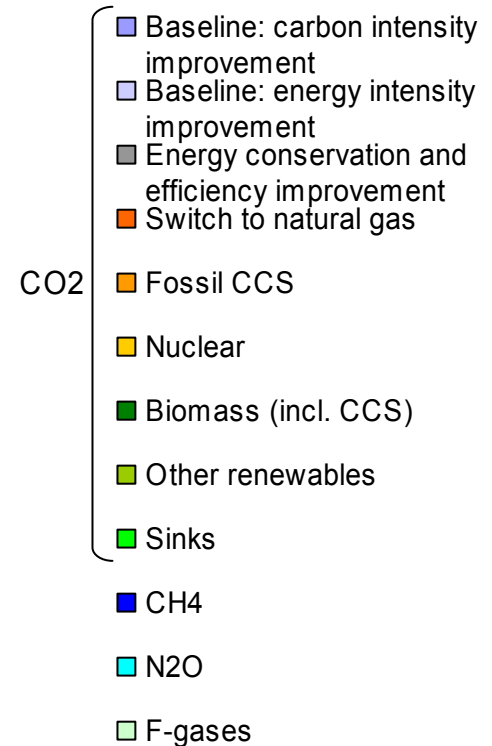 Baseline: carbon intensity
improvement
Baseline: energy intensity
improvement
Energy conservation and
efficiency improvement
Switch to natural gas
CO2
Fossil CCS
Nuclear
Biomass (incl. CCS)
Other renewables
Sinks
CH4
N2O
F-gases